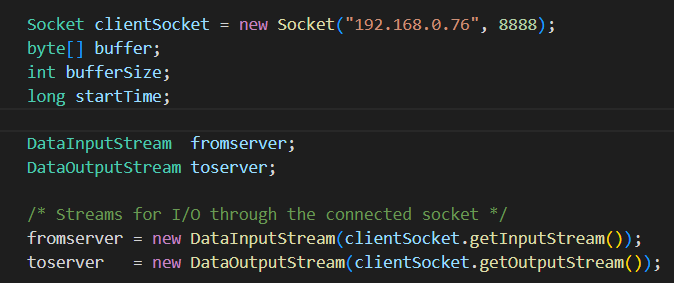 Socket clientSocket = new Socket("192.168.0.76", 8888);
byte[] buffer;
int bufferSize;
long startTime;
DataInputStream  fromserver;
DataOutputStream toserver;
/* Streams for I/O through the connected socket */
fromserver = new DataInputStream(clientSocket.getInputStream());
toserver   = new DataOutputStream(clientSocket.getOutputStream());